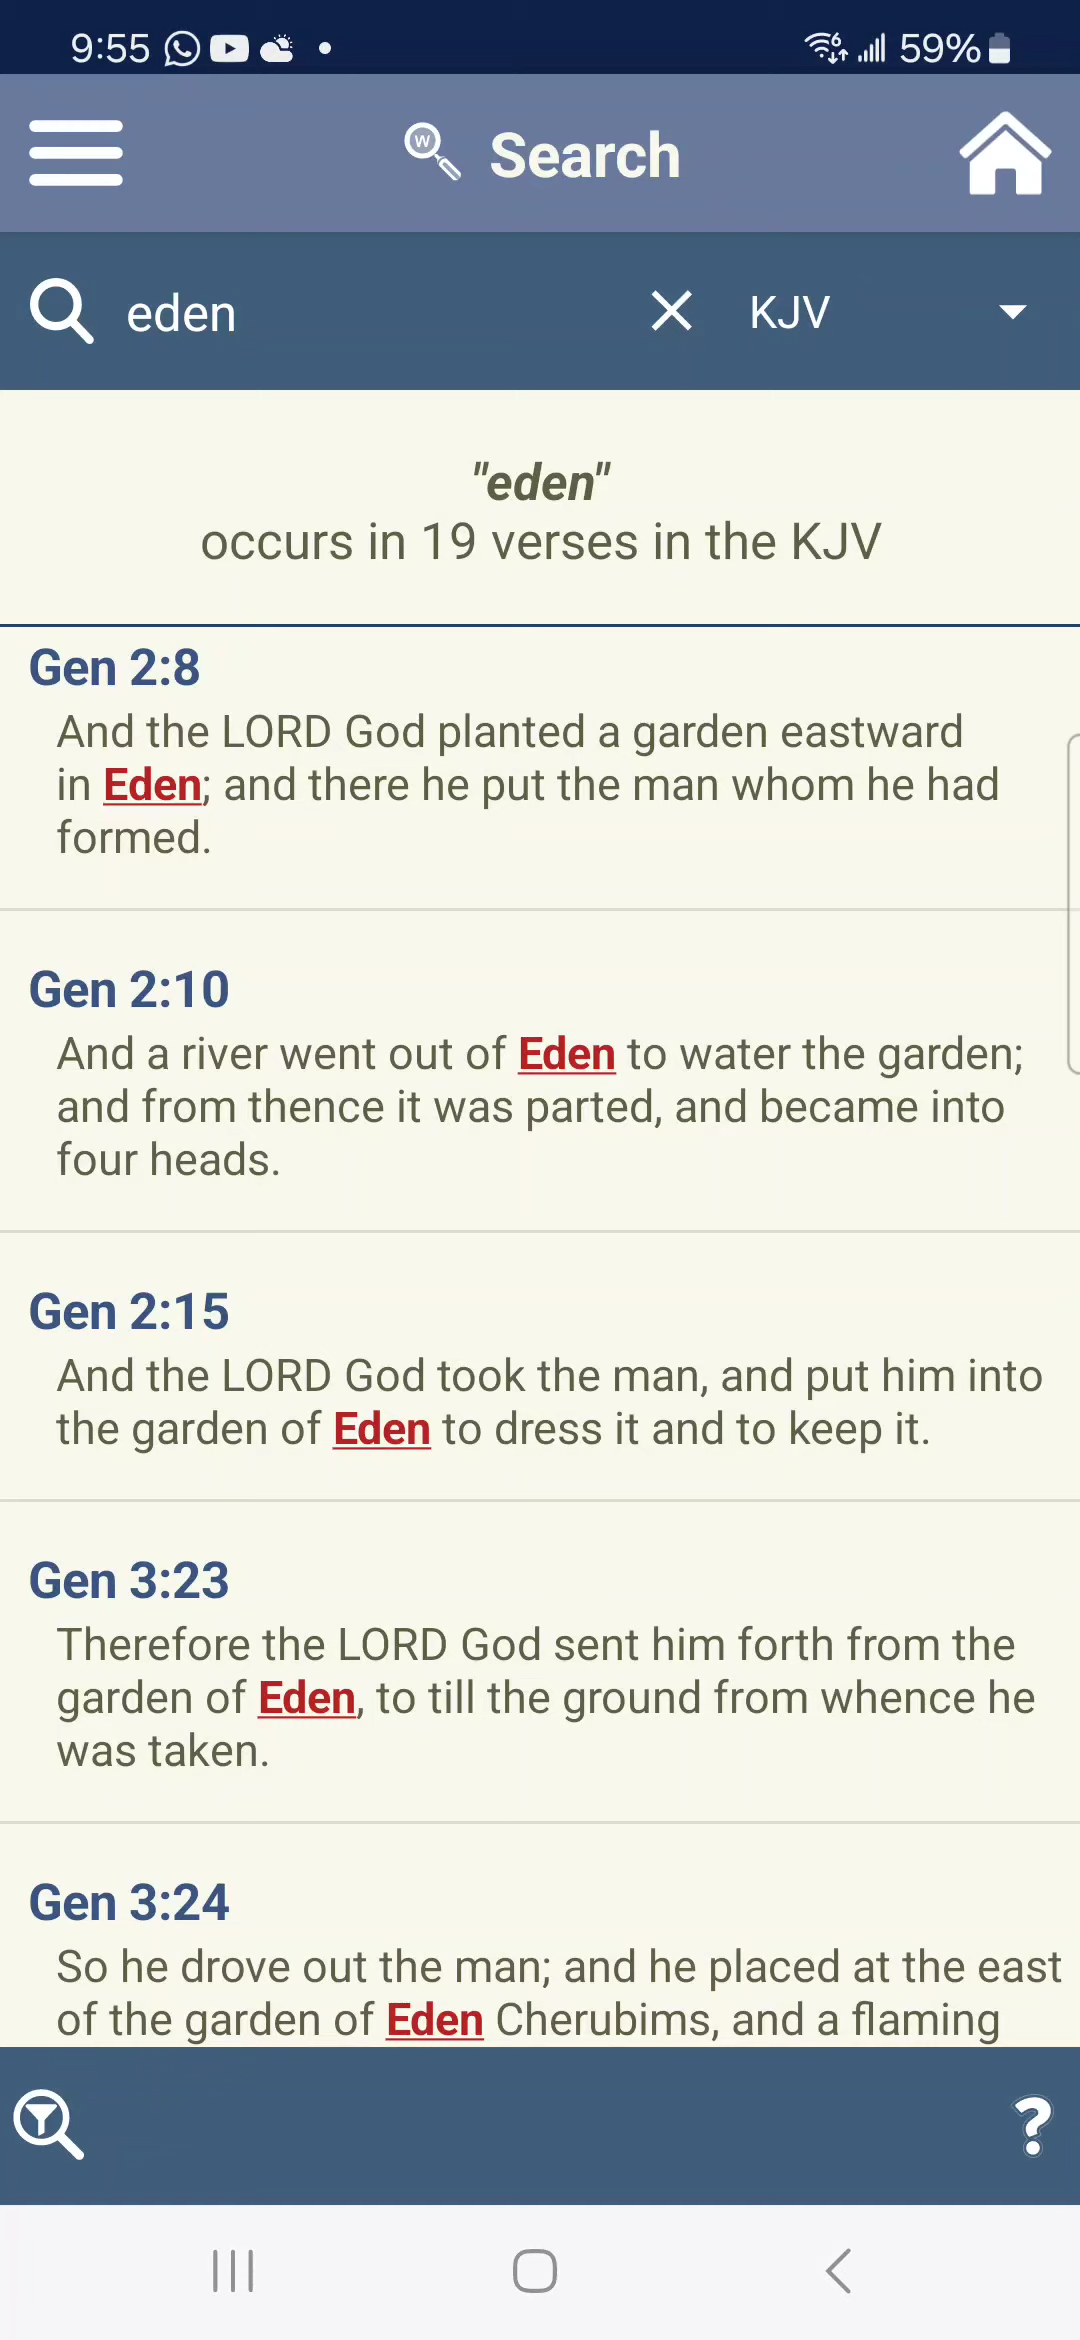 9:55 59%
W Search
eden KJV
"eden"
occurs in 19 verses in the KJV
Gen 2:8
And the LORD God planted a garden eastward
in Eden; and there he put the man whom he had
formed.
Gen 2:10
And a river went out of Eden to water the garden;
and from thence it was parted, and became into
four heads.
Gen 2:15
And the LORD God took the man, and put him into
the garden of Eden to dress it and to keep it.
Gen 3:23
Therefore the LORD God sent him forth from the
garden of Eden, to till the ground from whence he
was taken.
Gen 3:24
So he drove out the man; and he placed at the east
of the garden of Eden Cherubims, and a flaming
?